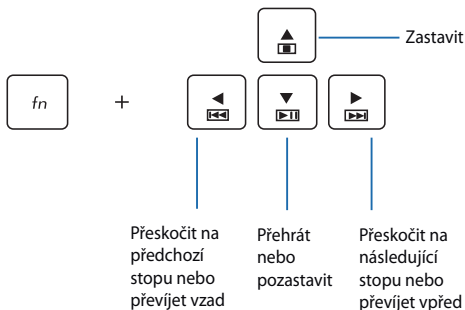 Zastavit
fn +
Přeskočit na
předchozí
stopu nebo
převíjet vzad
Přehrát
nebo
pozastavit
Přeskočit na
následující
stopu nebo
převíjet vpřed